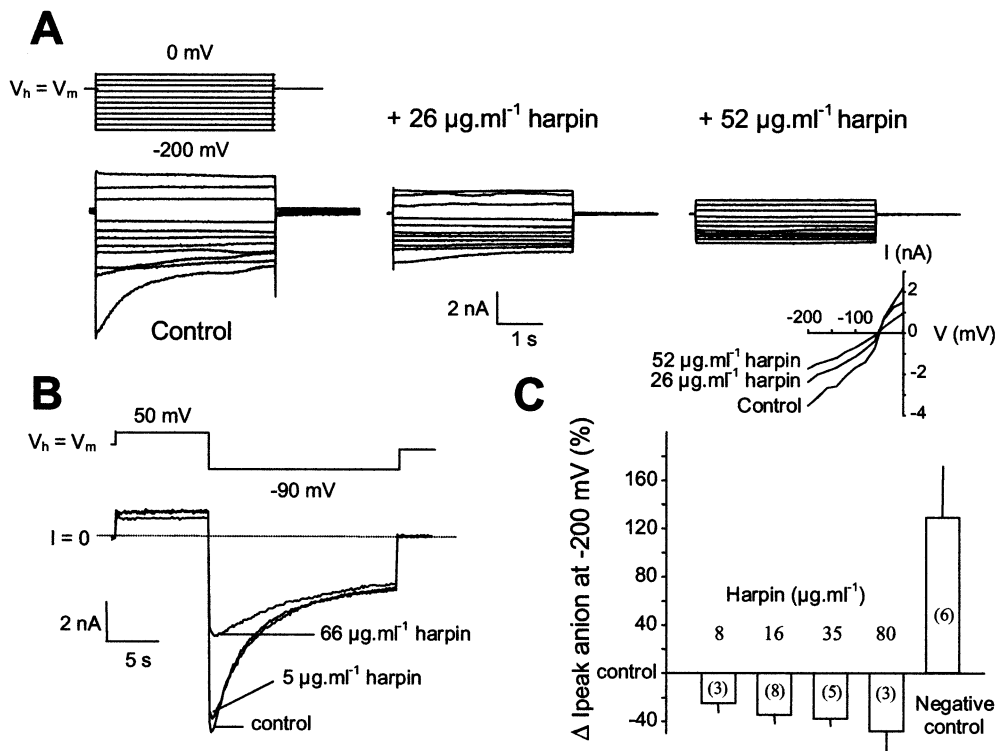 A
0 mV
Vh = Vm
-200 mV
+ 26 µg.ml-1 harpin
+ 52 µg.ml-1 harpin
Control
2 nA
1 s
I (nA)
2
-200 -100
0
V (mV)
-2
-4
52 µg.ml-1 harpin
26 µg.ml-1 harpin
Control
B
50 mV
Vh = Vm
-90 mV
I = 0
2 nA
5 s
66 µg.ml-1 harpin
5 µg.ml-1 harpin
control
C
Δ Ipeak anion at -200 mV (%)
160
120
80
40
control
-40
Harpin (µg.ml-1)
8 16 35 80
(3) (8) (5) (3) (6)
Negative
control